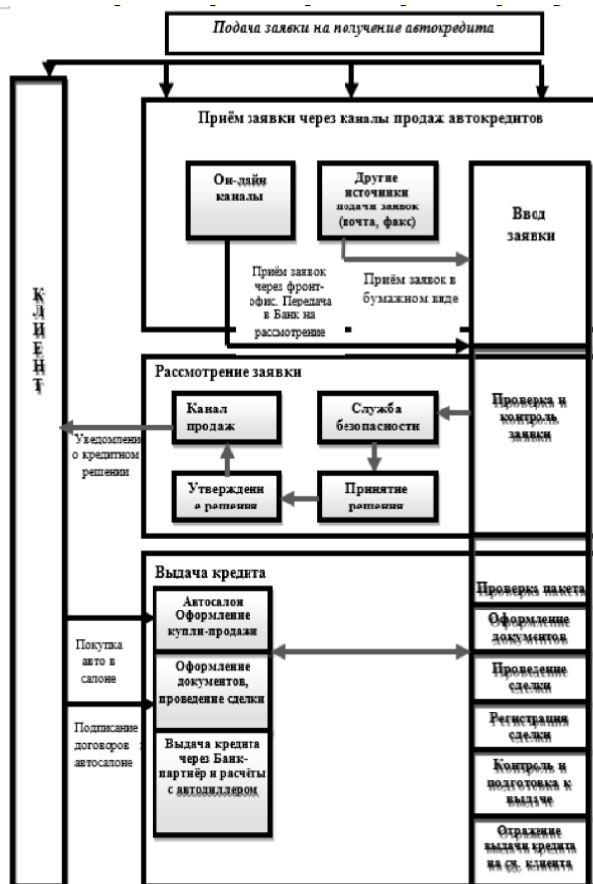 Подача заявки на получение автокредита
Приём заявки через каналы продаж автокредитов
Он-лайн
каналы
Другие
источники
подачи заявок
(почта, факс)
Ввод
заявки
КЛИЕНТ
Приём заявок
через фронт-
офис. Передача
в Банк на
рассмотрение
Приём заявок в
бумажном виде
Рассмотрение заявки
Канал
продаж
Служба
безопасности
Проверка и
контроль
заявки
Уведомлени
о кредитном
решении
Утверждени
е решения
Принятие
решения
Выдача кредита
Автосалон
Оформление
купли-продажи
Покупка
авто в
салоне
Оформление
документов,
проведение сделки
Подписание
договоров
автосалоне
Выдача кредита
через Банк-
партнёр и расчёты
с автодиллером
Проверка пакета
Оформление
документов
Проведение
сделки
Регистрация
сделки
Контроль и
подготовка к
выдаче
Отражение
выдачи кредита
на сч. клиента